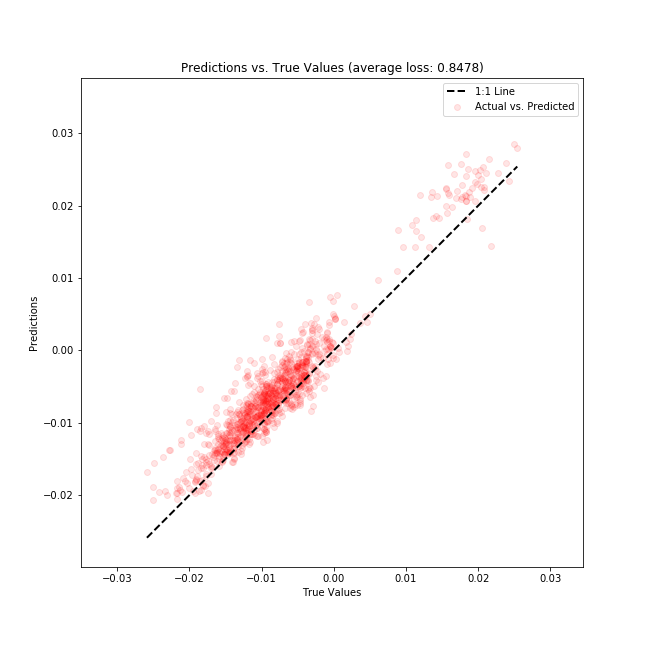 Predictions vs. True Values (average loss: 0.8478)
1:1 Line
Actual vs. Predicted
0.03
0.02
0.01
0.00
−0.01
−0.02
Predictions
−0.03
−0.02
−0.01
0.00
0.01
0.02
0.03
True Values